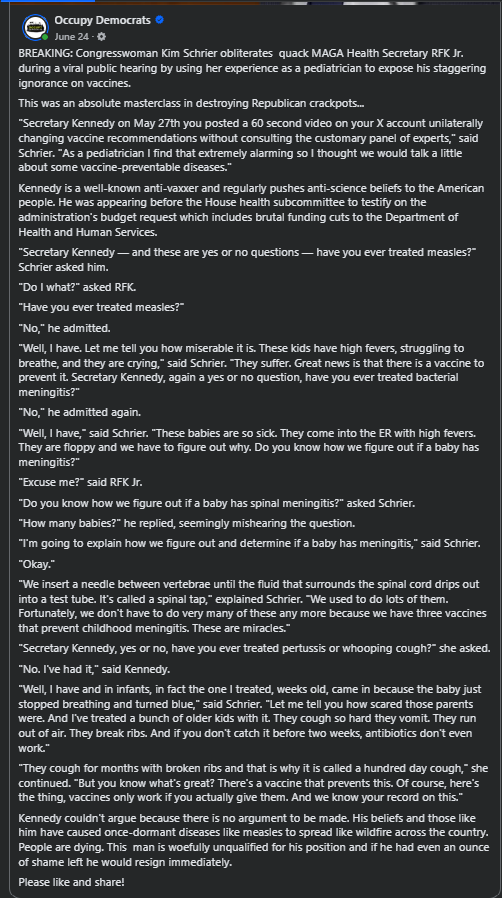 Occupy Democrats
June 24 ·
BREAKING: Congresswoman Kim Schrier obliterates  quack MAGA Health Secretary RFK Jr.
during a viral public hearing by using her experience as a pediatrician to expose his staggering
ignorance on vaccines.
This was an absolute masterclass in destroying Republican crackpots...
"Secretary Kennedy on May 27th you posted a 60 second video on your X account unilaterally
changing vaccine recommendations without consulting the customary panel of experts," said
Schrier. "As a pediatrician I find that extremely alarming so I thought we would talk a little
about some vaccine-preventable diseases."
Kennedy is a well-known anti-vaxxer and regularly pushes anti-science beliefs to the American
people. He was appearing before the House health subcommittee to testify on the
administration's budget request which includes brutal funding cuts to the Department of
Health and Human Services.
"Secretary Kennedy — and these are yes or no questions — have you ever treated measles?"
Schrier asked him.
"Do I what?" asked RFK.
"Have you ever treated measles?"
"No," he admitted.
"Well, I have. Let me tell you how miserable it is. These kids have high fevers, struggling to
breathe, and they are crying," said Schrier. "They suffer. Great news is that there is a vaccine to
prevent it. Secretary Kennedy, again a yes or no question, have you ever treated bacterial
meningitis?"
"No," he admitted again.
"Well, I have," said Schrier. "These babies are so sick. They come into the ER with high fevers.
They are floppy and we have to figure out why. Do you know how we figure out if a baby has
meningitis?"
"Excuse me?" said RFK Jr.
"Do you know how we figure out if a baby has spinal meningitis?" asked Schrier.
"How many babies?" he replied, seemingly mishearing the question.
"I'm going to explain how we figure out and determine if a baby has meningitis," said Schrier.
"Okay."
"We insert a needle between vertebrae until the fluid that surrounds the spinal cord drips out
into a test tube. It's called a spinal tap," explained Schrier. "We used to do lots of them.
Fortunately, we don't have to do very many of these any more because we have three vaccines
that prevent childhood meningitis. These are miracles."
"Secretary Kennedy, yes or no, have you ever treated pertussis or whooping cough?" she asked.
"No. I've had it," said Kennedy.
"Well, I have and in infants, in fact the one I treated, weeks old, came in because the baby just
stopped breathing and turned blue," said Schrier. "Let me tell you how scared those parents
were. And I've treated a bunch of older kids with it. They cough so hard they vomit. They run
out of air. They break ribs. And if you don't catch it before two weeks, antibiotics don't even
work."
"They cough for months with broken ribs and that is why it is called a hundred day cough," she
continued. "But you know what's great? There's a vaccine that prevents this. Of course, here's
the thing, vaccines only work if you actually give them. And we know your record on this."
Kennedy couldn't argue because there is no argument to be made. His beliefs and those like
him have caused once-dormant diseases like measles to spread like wildfire across the country.
People are dying. This  man is woefully unqualified for his position and if he had even an ounce
of shame left he would resign immediately.
Please like and share!